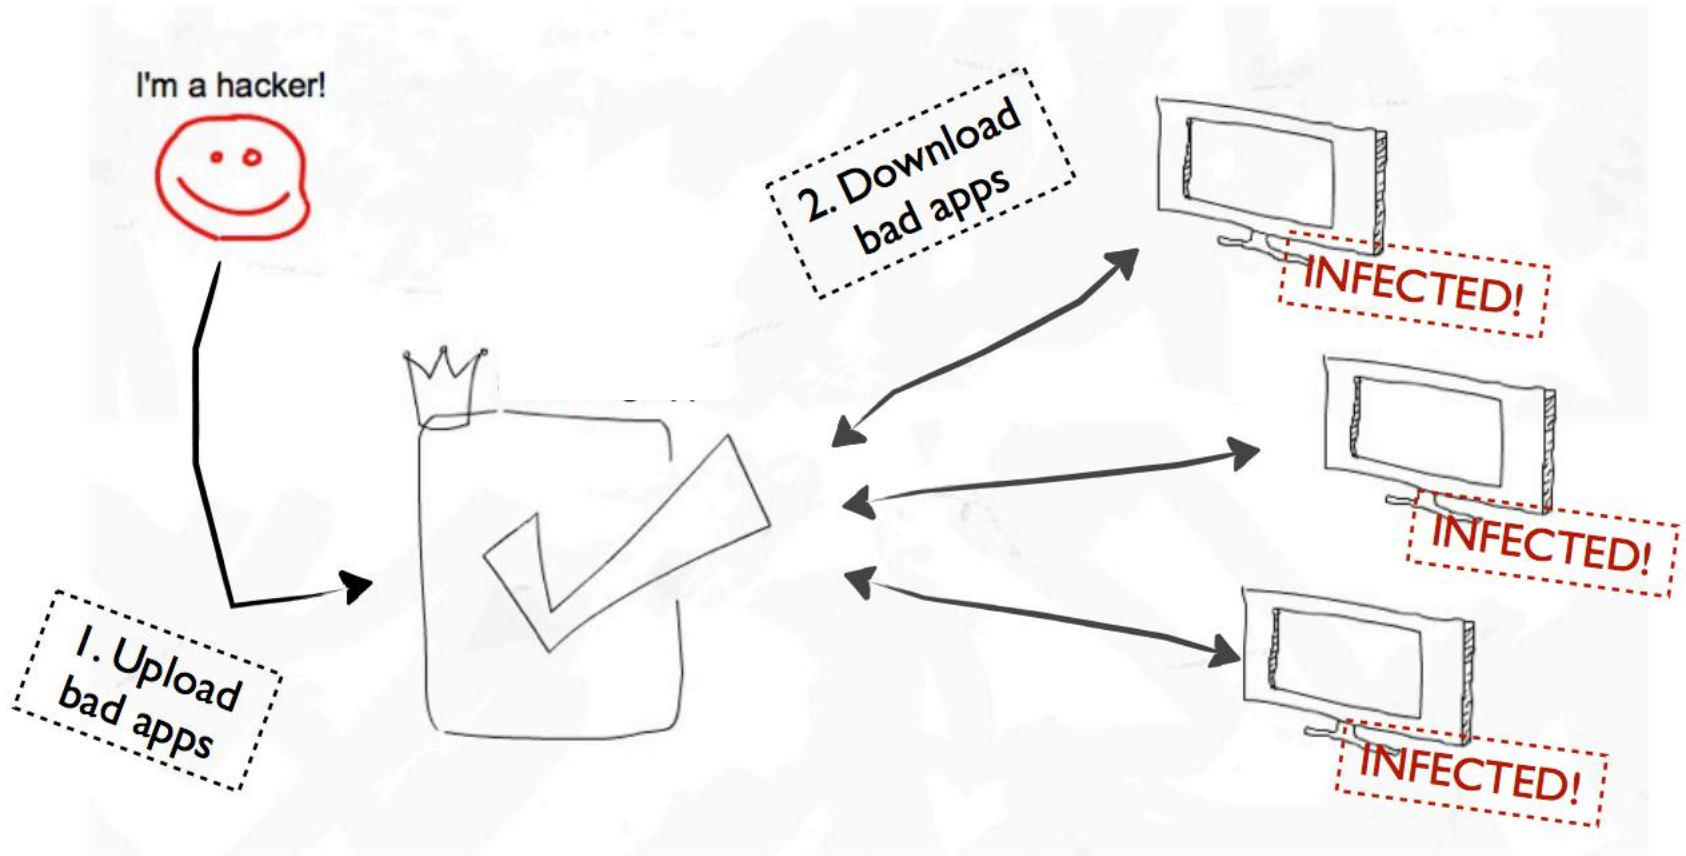 I'm a hacker!
2. Download
bad apps
INFECTED!
INFECTED!
1. Upload
bad apps
INFECTED!